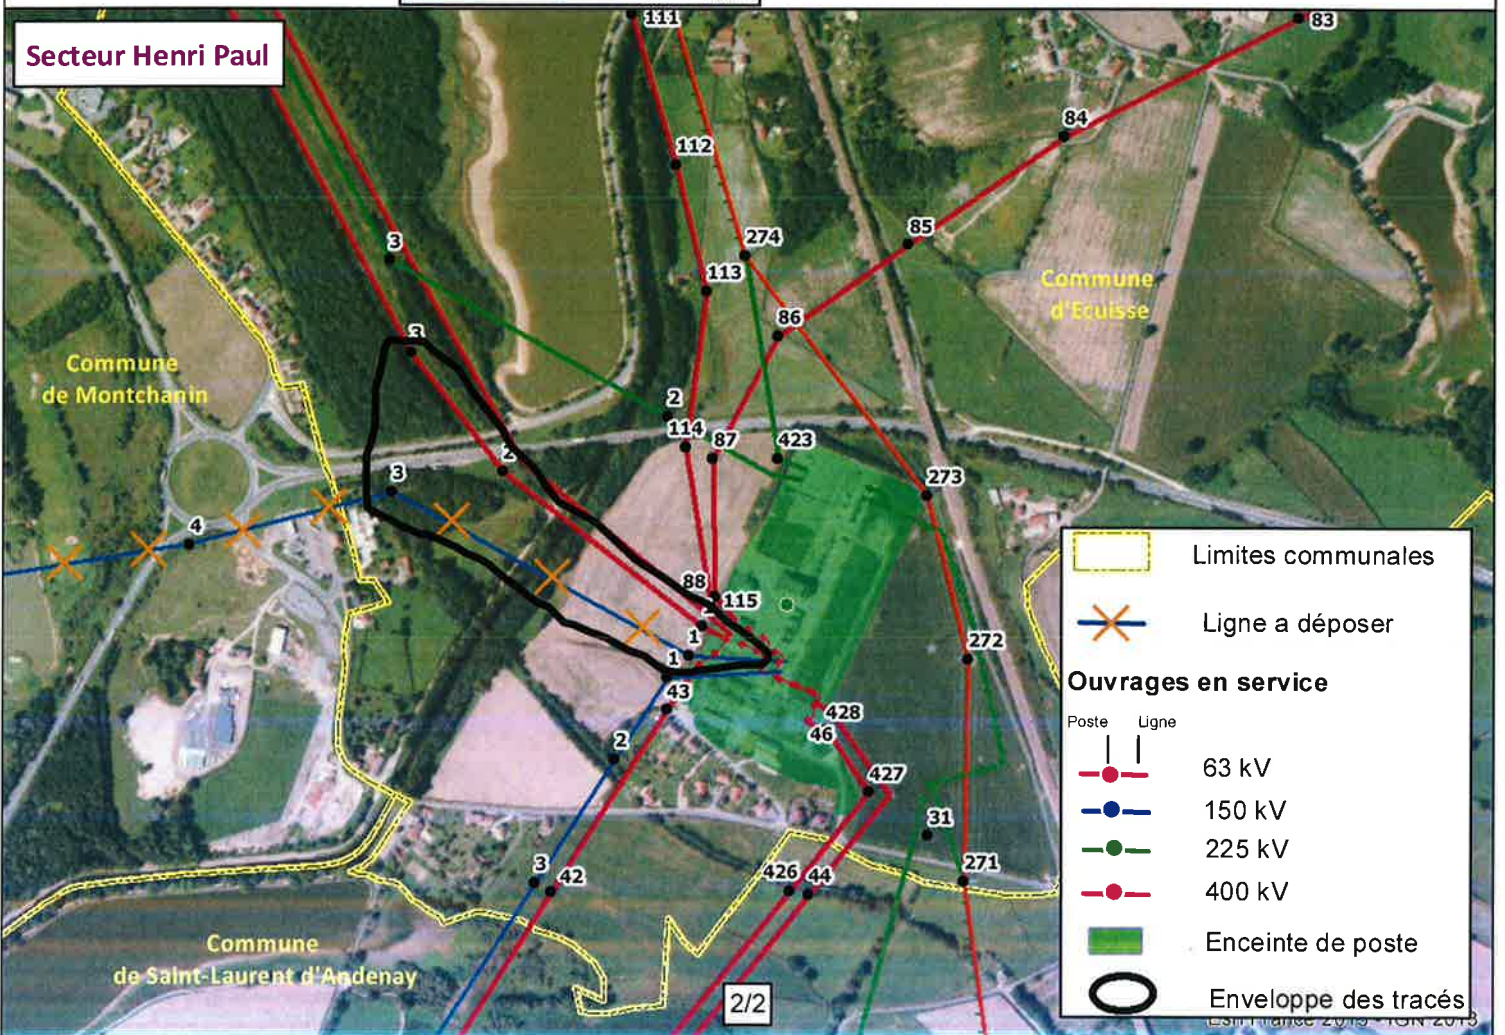 111
83
Secteur Henri Paul
84
112
85
274
3
113
Commune
d'Ecuisse
86
3
Commune
de Montchanin
2
114
87
423
2
3
273
4
Limites communales
88
115
1
Ligne a déposer
272
1
43
Ouvrages en service
428
46
Poste Ligne
2
63 kV
427
150 kV
31
225 kV
3
42
426
44
271
400 kV
Commune
de Saint-Laurent d'Andenay
Enceinte de poste
2/2
Enveloppe des tracés